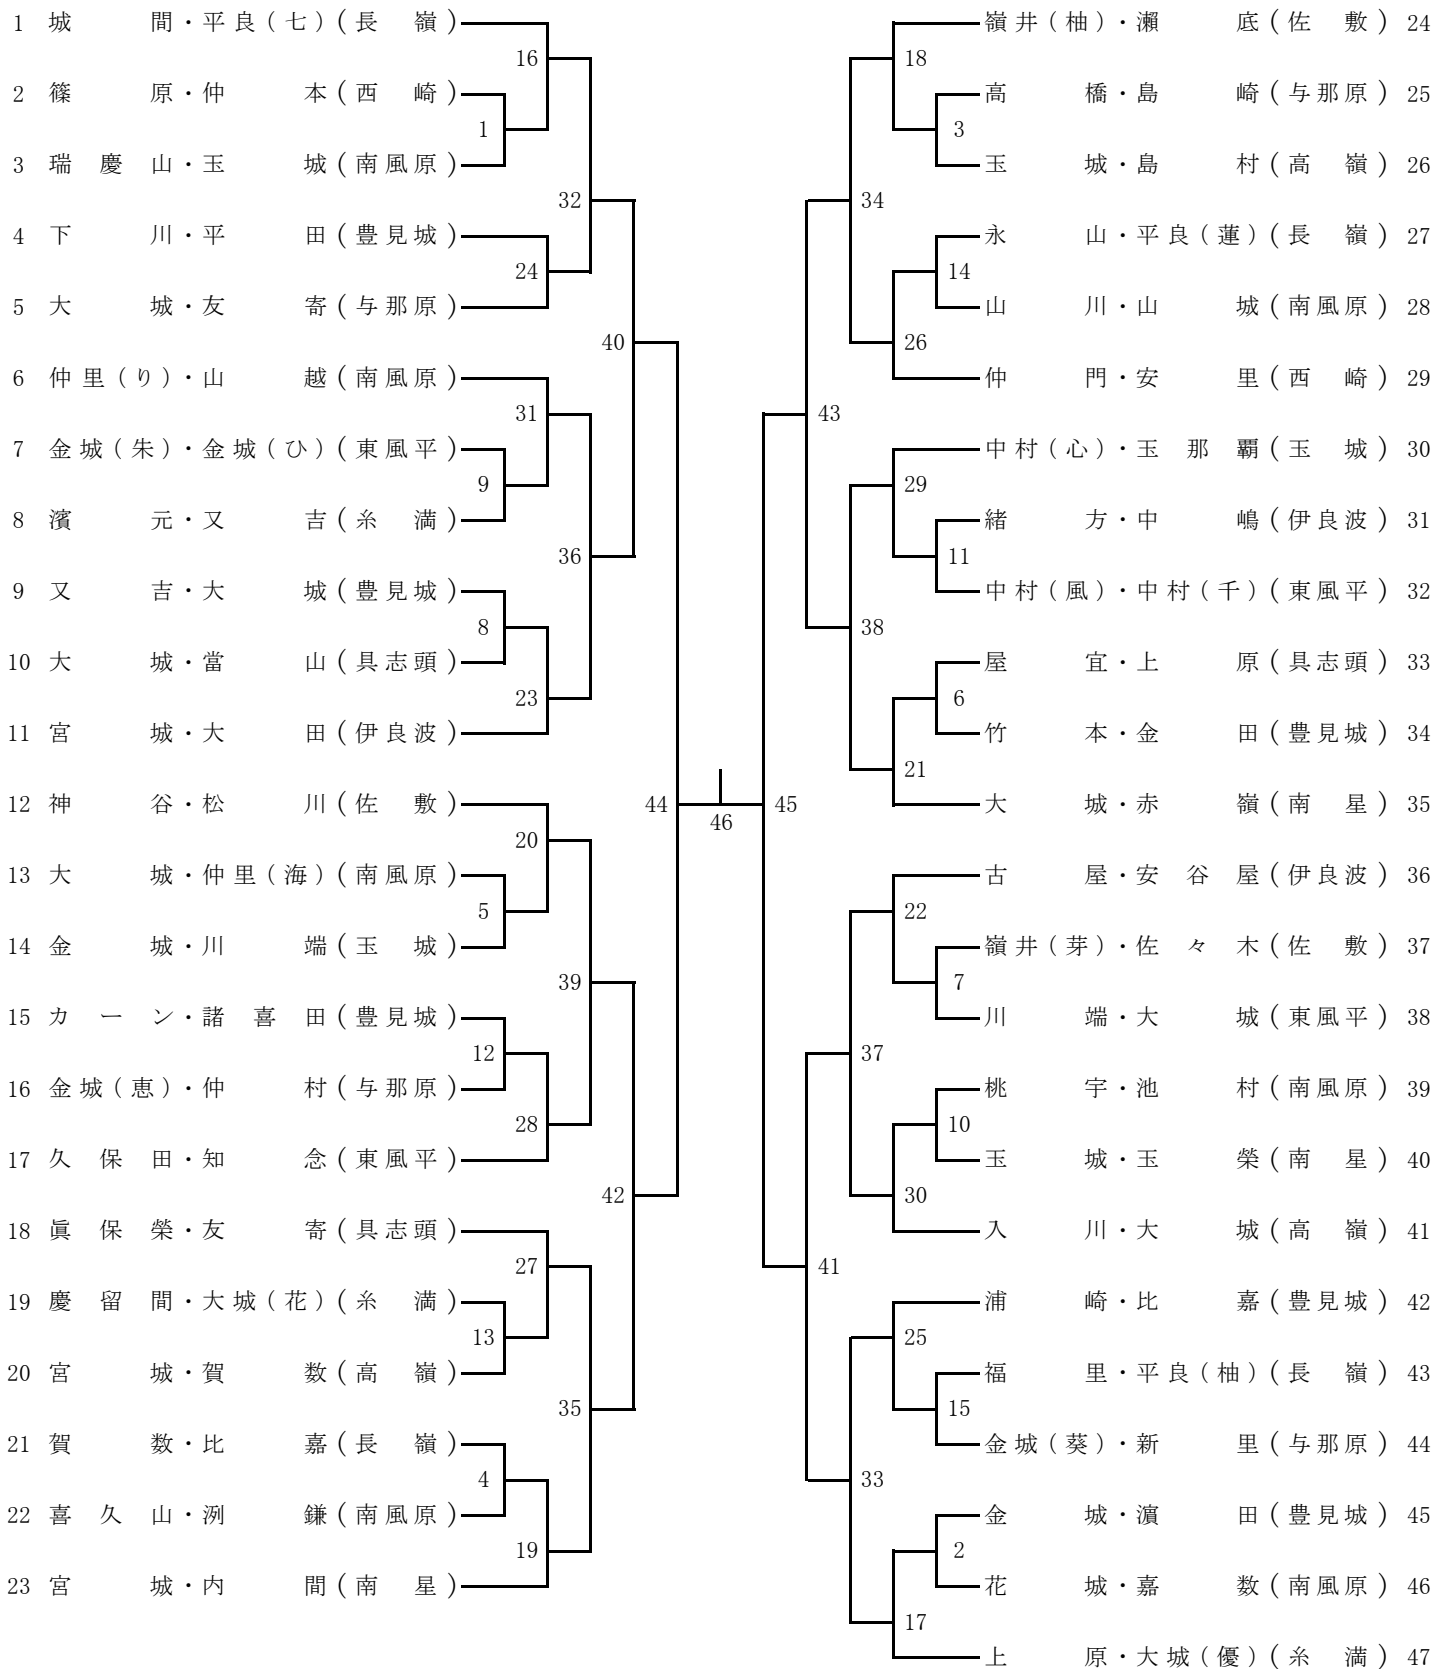 1 城間・平良(七)(長嶺)
16
2 篠原・仲本(西崎)
1
3 瑞慶山・玉城(南風原)
32
4 下川・平田(豊見城)
24
5 大城・友寄(与那原)
40
6 仲里(り)・山越(南風原)
31
7 金城(朱)・金城(ひ)(東風平)
9
8 濱元・又吉(糸満)
36
9 又吉・大城(豊見城)
8
10 大城・當山(具志頭)
23
11 宮城・大田(伊良波)
44
12 神谷・松川(佐敷)
20
13 大城・仲里(海)(南風原)
5
14 金城・川端(玉城)
39
15 カーン・諸喜田(豊見城)
12
16 金城(恵)・仲村(与那原)
28
17 久保田・知念(東風平)
42
18 眞保榮・友寄(具志頭)
27
19 慶留間・大城(花)(糸満)
13
20 宮城・賀数(高嶺)
35
21 賀数・比嘉(長嶺)
4
22 喜久山・洌鎌(南風原)
19
23 宮城・内間(南星)
46
嶺井(柚)・瀬底(佐敷) 24
18
高橋・島崎(与那原) 25
3
玉城・島村(高嶺) 26
34
永山・平良(蓮)(長嶺) 27
14
山川・山城(南風原) 28
26
仲門・安里(西崎) 29
43
中村(心)・玉那覇(玉城) 30
29
緒方・中嶋(伊良波) 31
11
中村(風)・中村(千)(東風平) 32
38
屋宜・上原(具志頭) 33
6
竹本・金田(豊見城) 34
21
大城・赤嶺(南星) 35
45
古屋・安谷屋(伊良波) 36
22
嶺井(芽)・佐々木(佐敷) 37
7
川端・大城(東風平) 38
37
桃宇・池村(南風原) 39
10
玉城・玉榮(南星) 40
30
入川・大城(高嶺) 41
41
浦崎・比嘉(豊見城) 42
25
福里・平良(柚)(長嶺) 43
15
金城(葵)・新里(与那原) 44
33
金城・濵田(豊見城) 45
2
花城・嘉数(南風原) 46
17
上原・大城(優)(糸満) 47